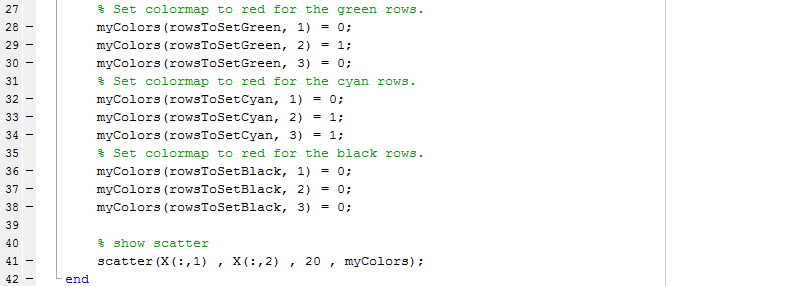 27 % Set colormap to red for the green rows.
28 - myColors(rowsToSetGreen, 1) = 0;
29 - myColors(rowsToSetGreen, 2) = 1;
30 - myColors(rowsToSetGreen, 3) = 0;
31 % Set colormap to red for the cyan rows.
32 - myColors(rowsToSetCyan, 1) = 0;
33 - myColors(rowsToSetCyan, 2) = 1;
34 - myColors(rowsToSetCyan, 3) = 1;
35 % Set colormap to red for the black rows.
36 - myColors(rowsToSetBlack, 1) = 0;
37 - myColors(rowsToSetBlack, 2) = 0;
38 - myColors(rowsToSetBlack, 3) = 0;
39
40 % show scatter
41 - scatter(X(:,1) , X(:,2) , 20 , myColors);
42 - end